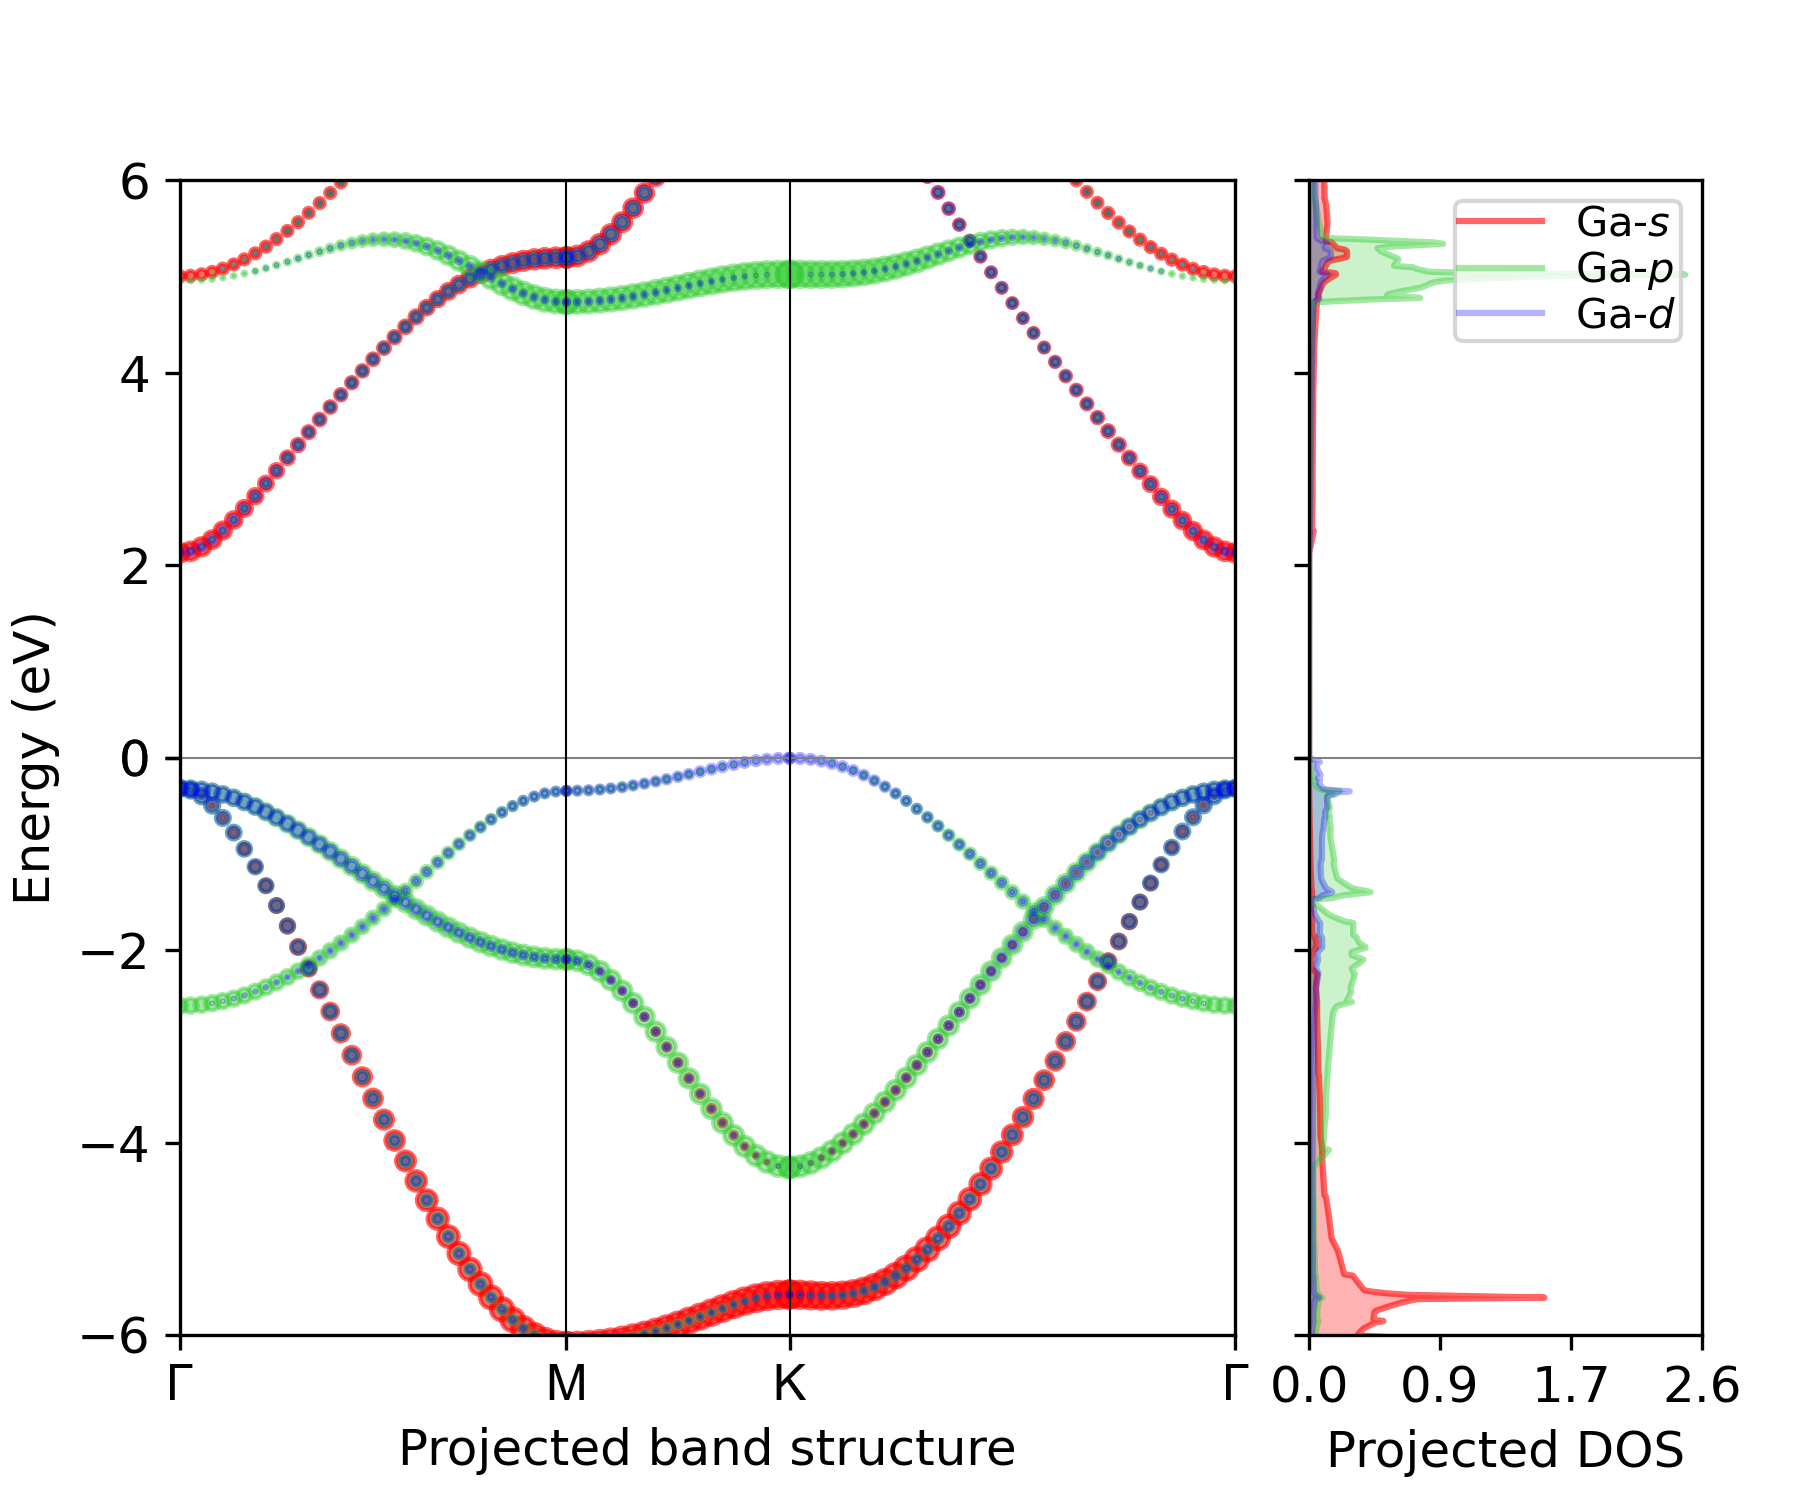 Energy (eV)
6
4
2
0
−2
−4
−6
Γ M K Γ
Projected band structure
Ga-s
Ga-p
Ga-d
0.0 0.9 1.7 2.6
Projected DOS